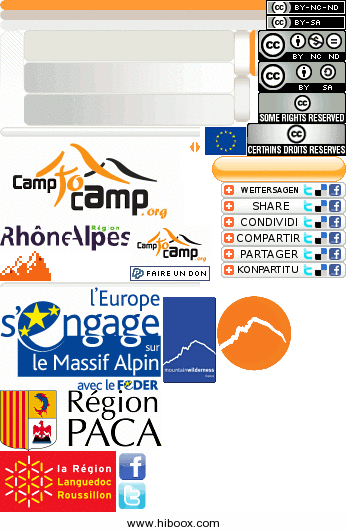 BY-NC-ND
BY-SA
BY NC ND
BY SA
SOME RIGHTS RESERVED
CERTAINS DROITS RESERVES
Camp to camp.org
WEITERSAGEN
SHARE
CONDIVIDI
COMPARTIR
PARTAGER
KONPARTITU
Région
RhôneAlpes
Camp to camp.org
FAIRE UN DON
l'Europe
s'engage
sur
le Massif Alpin
avec le FEDER
mountainwilderness
Région
PACA
la Région
Languedoc
Roussillon
www.hiboox.com